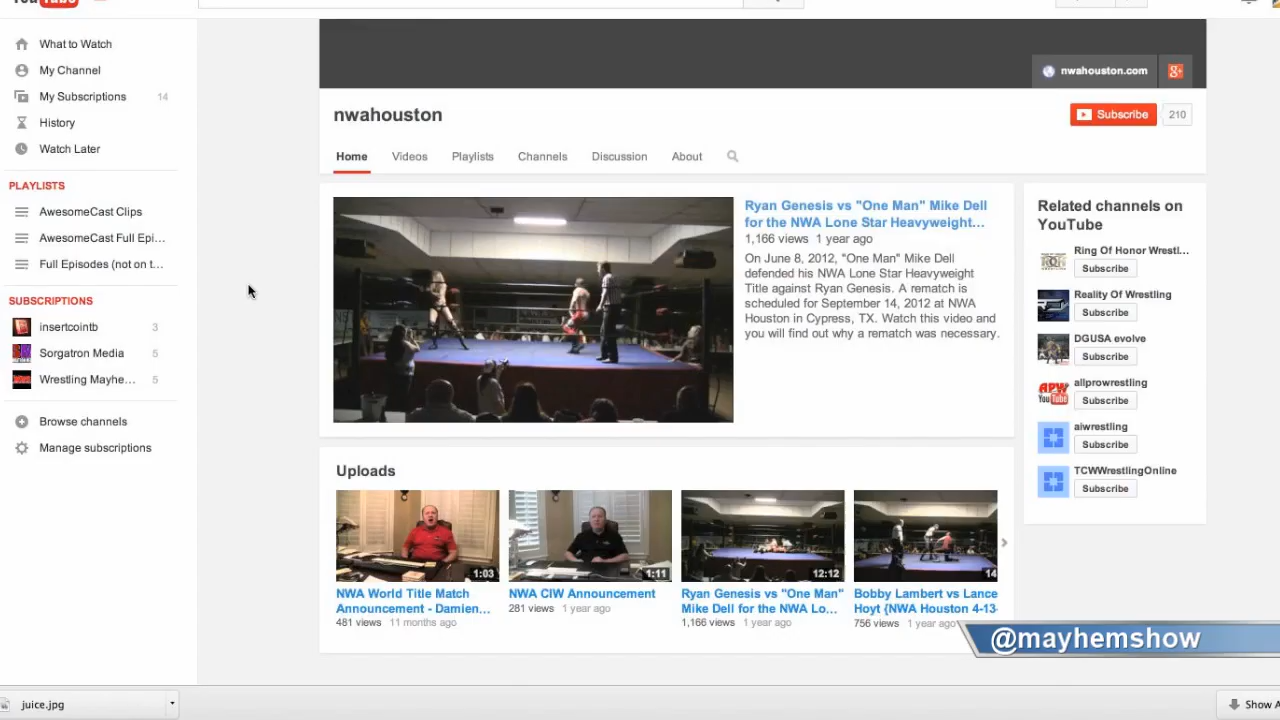 YouTube
nwahouston.com
What to Watch
My Channel
My Subscriptions 14
History
Watch Later
PLAYLISTS
AwesomeCast Clips
AwesomeCast Full Epi...
Full Episodes (not on t...
SUBSCRIPTIONS
insertcointb 3
Sorgatron Media 5
Wrestling Mayhe... 5
Browse channels
Manage subscriptions
nwahouston
Subscribe 210
Home Videos Playlists Channels Discussion About
Ryan Genesis vs "One Man" Mike Dell
for the NWA Lone Star Heavyweight...
1,166 views 1 year ago
On June 8, 2012, "One Man" Mike Dell
defended his NWA Lone Star Heavyweight
Title against Ryan Genesis. A rematch is
scheduled for September 14, 2012 at NWA
Houston in Cypress, TX. Watch this video and
you will find out why a rematch was necessary.
Related channels on
YouTube
Ring Of Honor Wrestl...
Subscribe
Reality Of Wrestling
Subscribe
DGUSA evolve
Subscribe
allprowrestling
Subscribe
aiwrestling
Subscribe
TCWWrestlingOnline
Subscribe
Uploads
1:03
NWA World Title Match
Announcement - Damien...
481 views 11 months ago
1:11
NWA CIW Announcement
281 views 1 year ago
12:12
Ryan Genesis vs "One Man"
Mike Dell for the NWA Lo...
1,166 views 1 year ago
14
Bobby Lambert vs Lance
Hoyt {NWA Houston 4-13-
756 views 1 year ago
@mayhemshow
juice.jpg
Show A